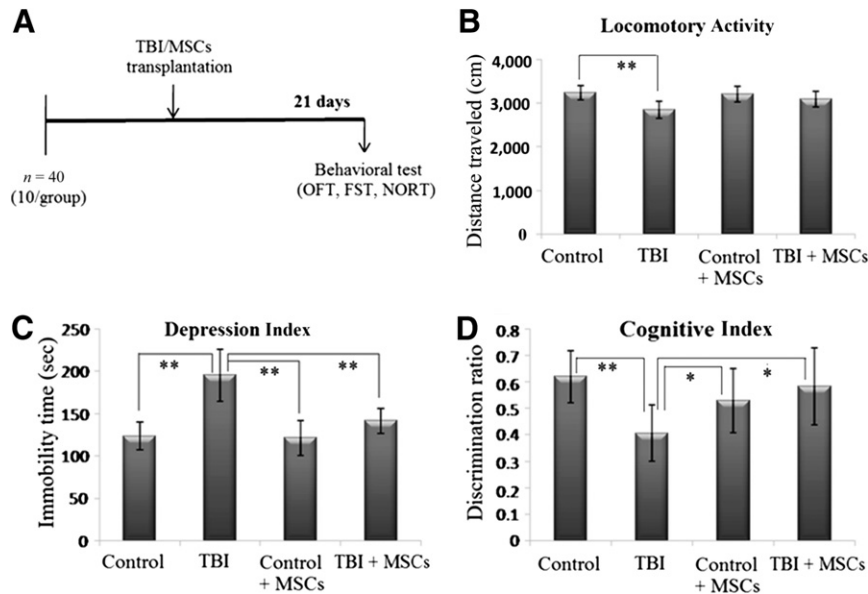 A
TBI/MSCs
transplantation
21 days
n = 40
(10/group)
Behavioral test
(OFT, FST, NORT)
B
Locomotory Activity
Distance traveled (cm)
4,000
3,000
2,000
1,000
0
**
Control
TBI
Control
+ MSCs
TBI + MSCs
C
Depression Index
Immobility time (sec)
250
200
150
100
50
0
**
**
**
Control
TBI
Control
+ MSCs
TBI + MSCs
D
Cognitive Index
Discrimination ratio
0.8
0.7
0.6
0.5
0.4
0.3
0.2
0.1
0
**
*
*
Control
TBI
Control
+ MSCs
TBI + MSCs